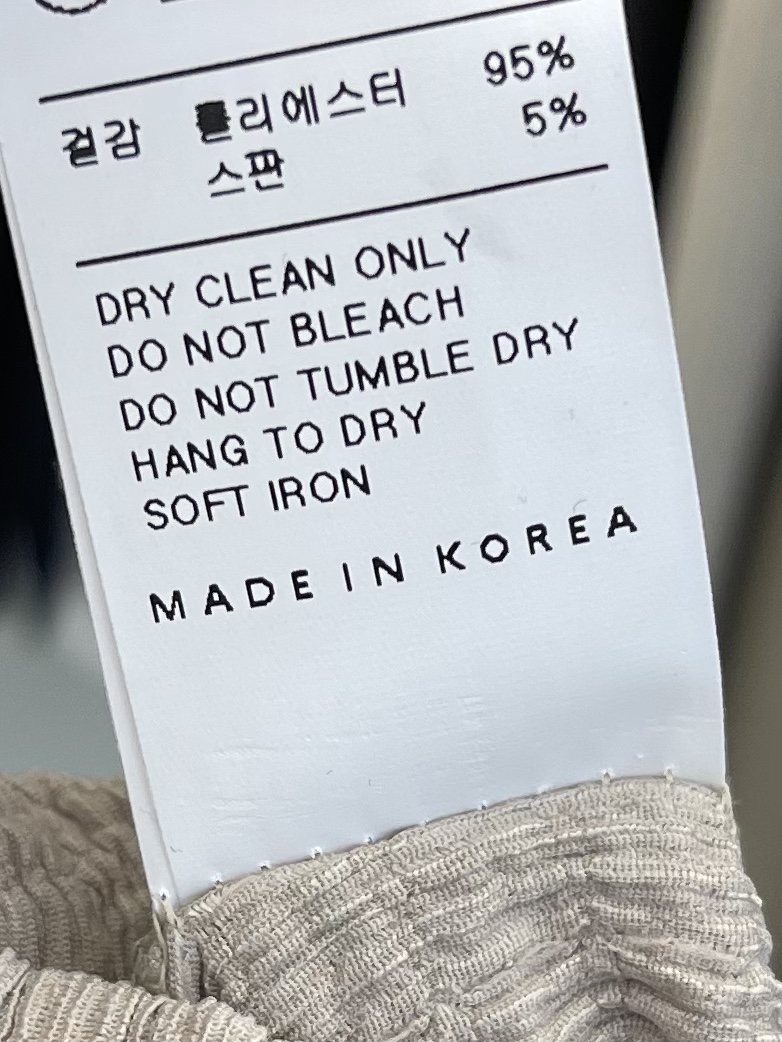 겉감 폴리에스터 95%
스판 5%
DRY CLEAN ONLY
DO NOT BLEACH
DO NOT TUMBLE DRY
HANG TO DRY
SOFT IRON
MADE IN KOREA